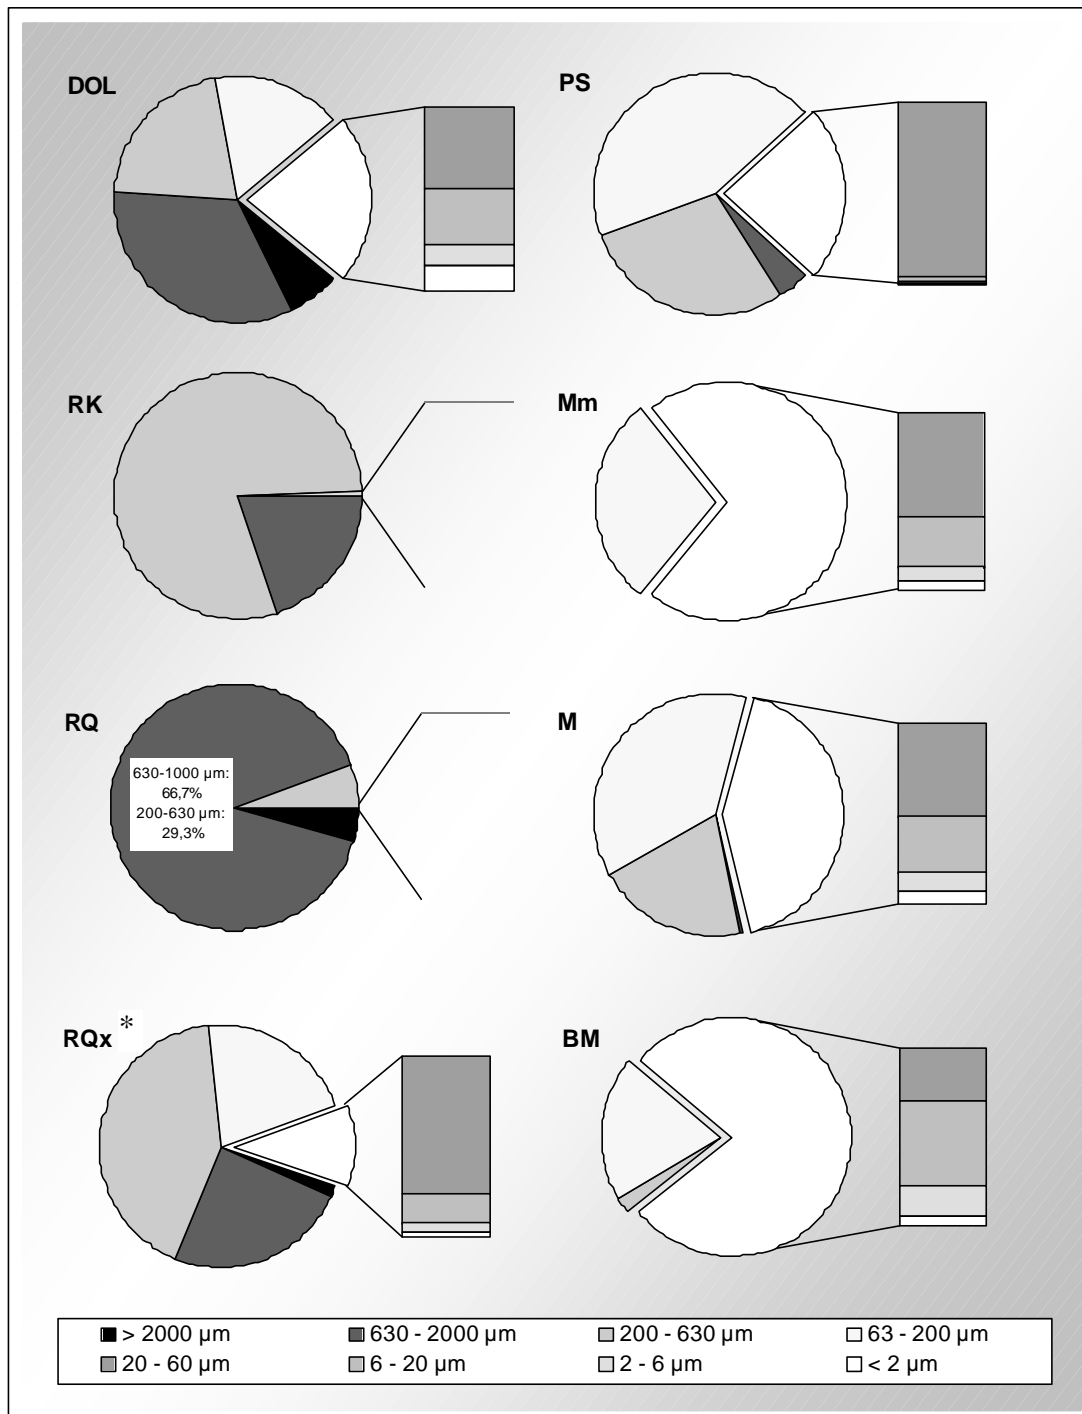 DOL
PS
RK
Mm
RQ
630-1000 µm:
66,7%
200-630 µm:
29,3%
M
RQx *
BM
> 2000 µm
630 - 2000 µm
200 - 630 µm
63 - 200 µm
20 - 60 µm
6 - 20 µm
2 - 6 µm
< 2 µm